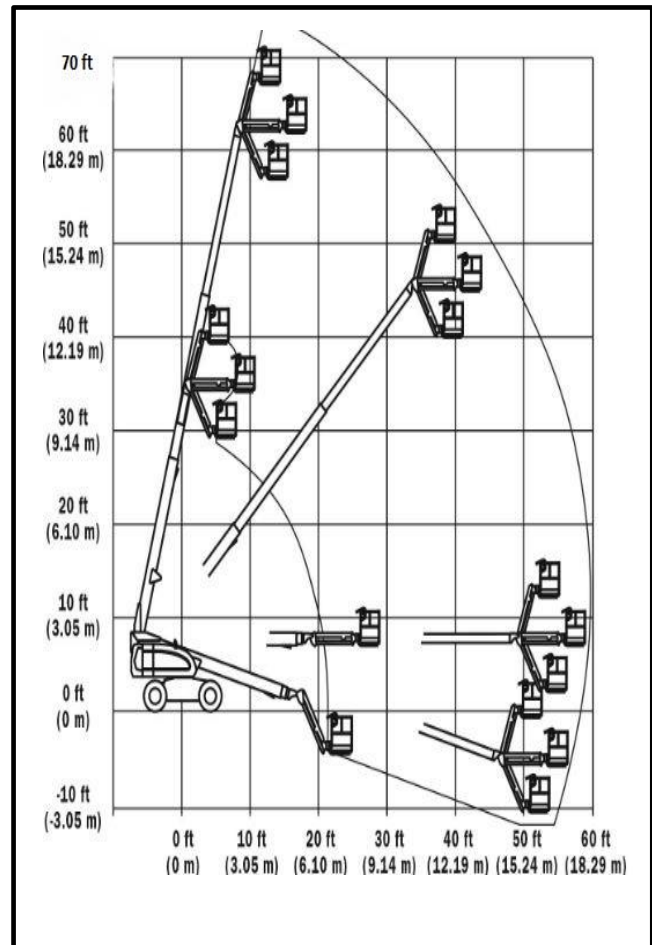 70 ft
60 ft
(18.29 m)
50 ft
(15.24 m)
40 ft
(12.19 m)
30 ft
(9.14 m)
20 ft
(6.10 m)
10 ft
(3.05 m)
0 ft
(0 m)
-10 ft
(-3.05 m)
0 ft 10 ft 20 ft 30 ft 40 ft 50 ft 60 ft
(0 m) (3.05 m) (6.10 m) (9.14 m) (12.19 m) (15.24 m) (18.29 m)